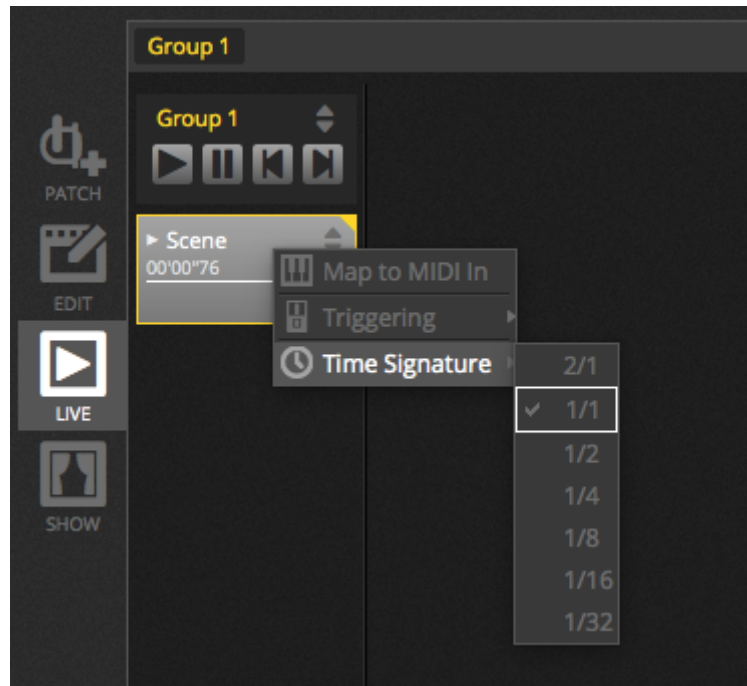 Group 1
Group 1
PATCH
Scene
00'00"76
Map to MIDI In
EDIT
Triggering
Time Signature
2/1
LIVE
1/1
1/2
1/4
SHOW
1/8
1/16
1/32